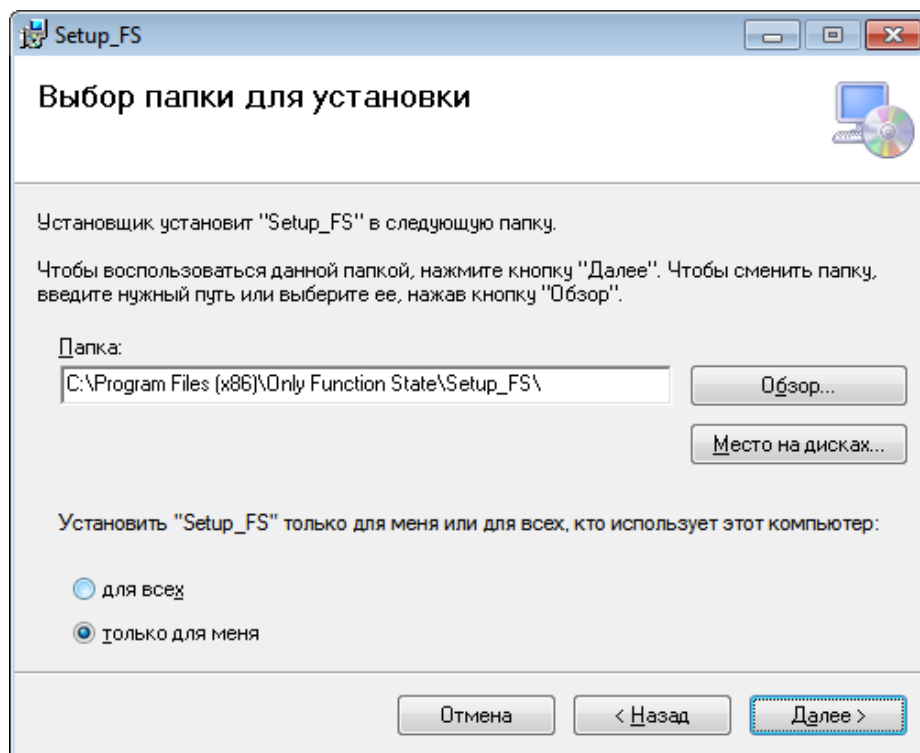 Setup_FS
Выбор папки для установки
Установщик установит "Setup_FS" в следующую папку.
Чтобы воспользоваться данной папкой, нажмите кнопку "Далее". Чтобы сменить папку,
введите нужный путь или выберите ее, нажав кнопку "Обзор".
Папка:
C:\Program Files (x86)\Only Function State\Setup_FS\
Обзор...
Место на дисках...
Установить "Setup_FS" только для меня или для всех, кто использует этот компьютер:
для всех
только для меня
Отмена
< Назад
Далее >